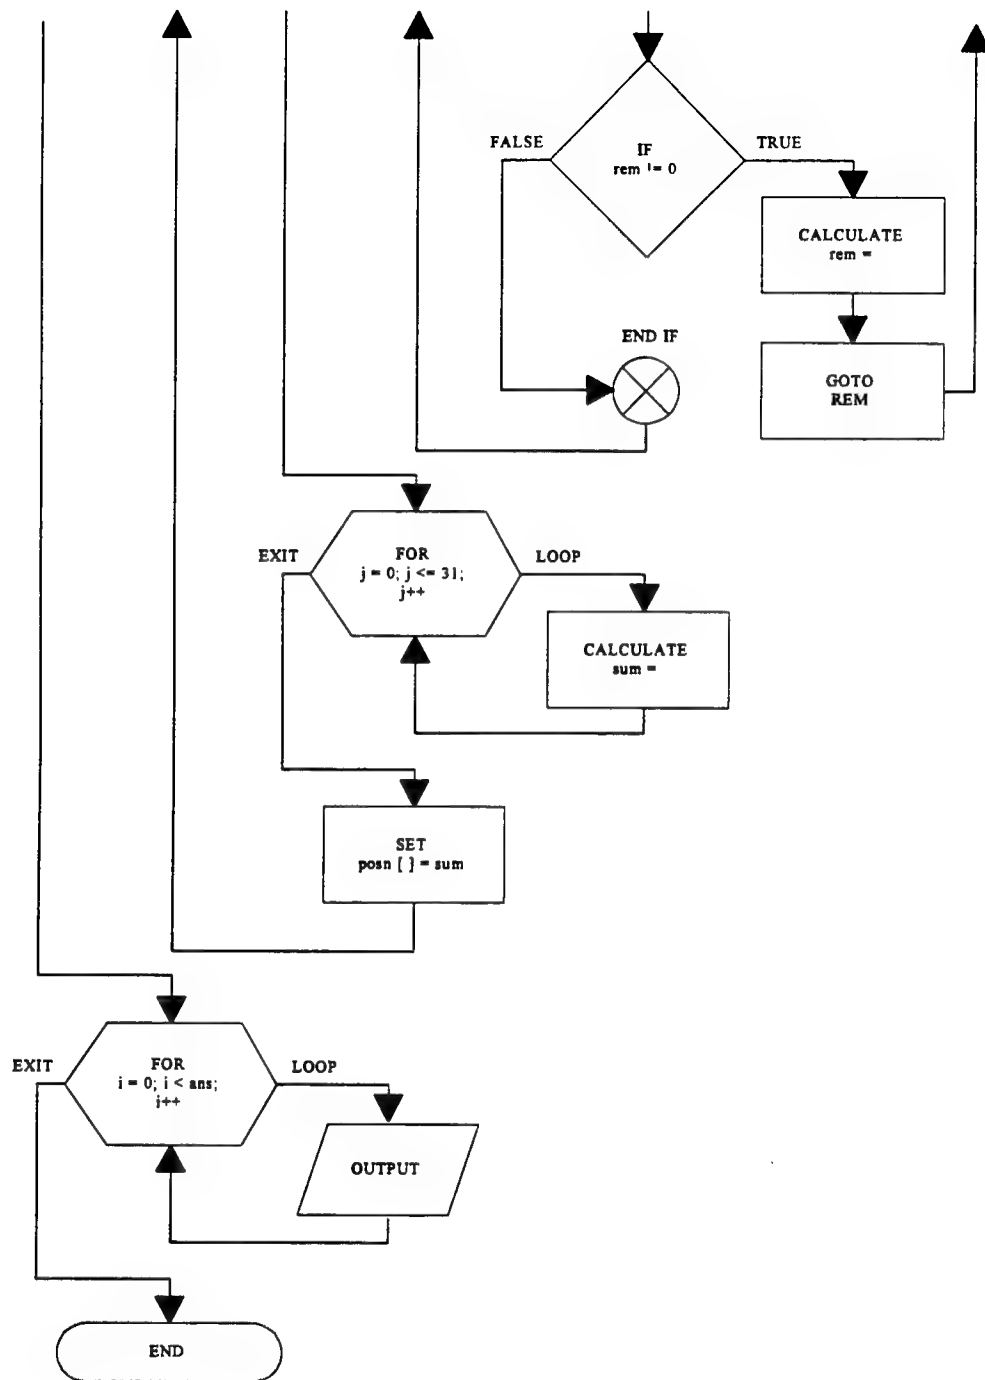 FALSE
TRUE
IF
rem != 0
CALCULATE
rem =
END IF
GOTO
REM
EXIT
FOR
LOOP
j = 0; j <= 31;
j++
CALCULATE
sum =
SET
posn [ ] = sum
EXIT
FOR
LOOP
i = 0; i < ans;
j++
OUTPUT
END